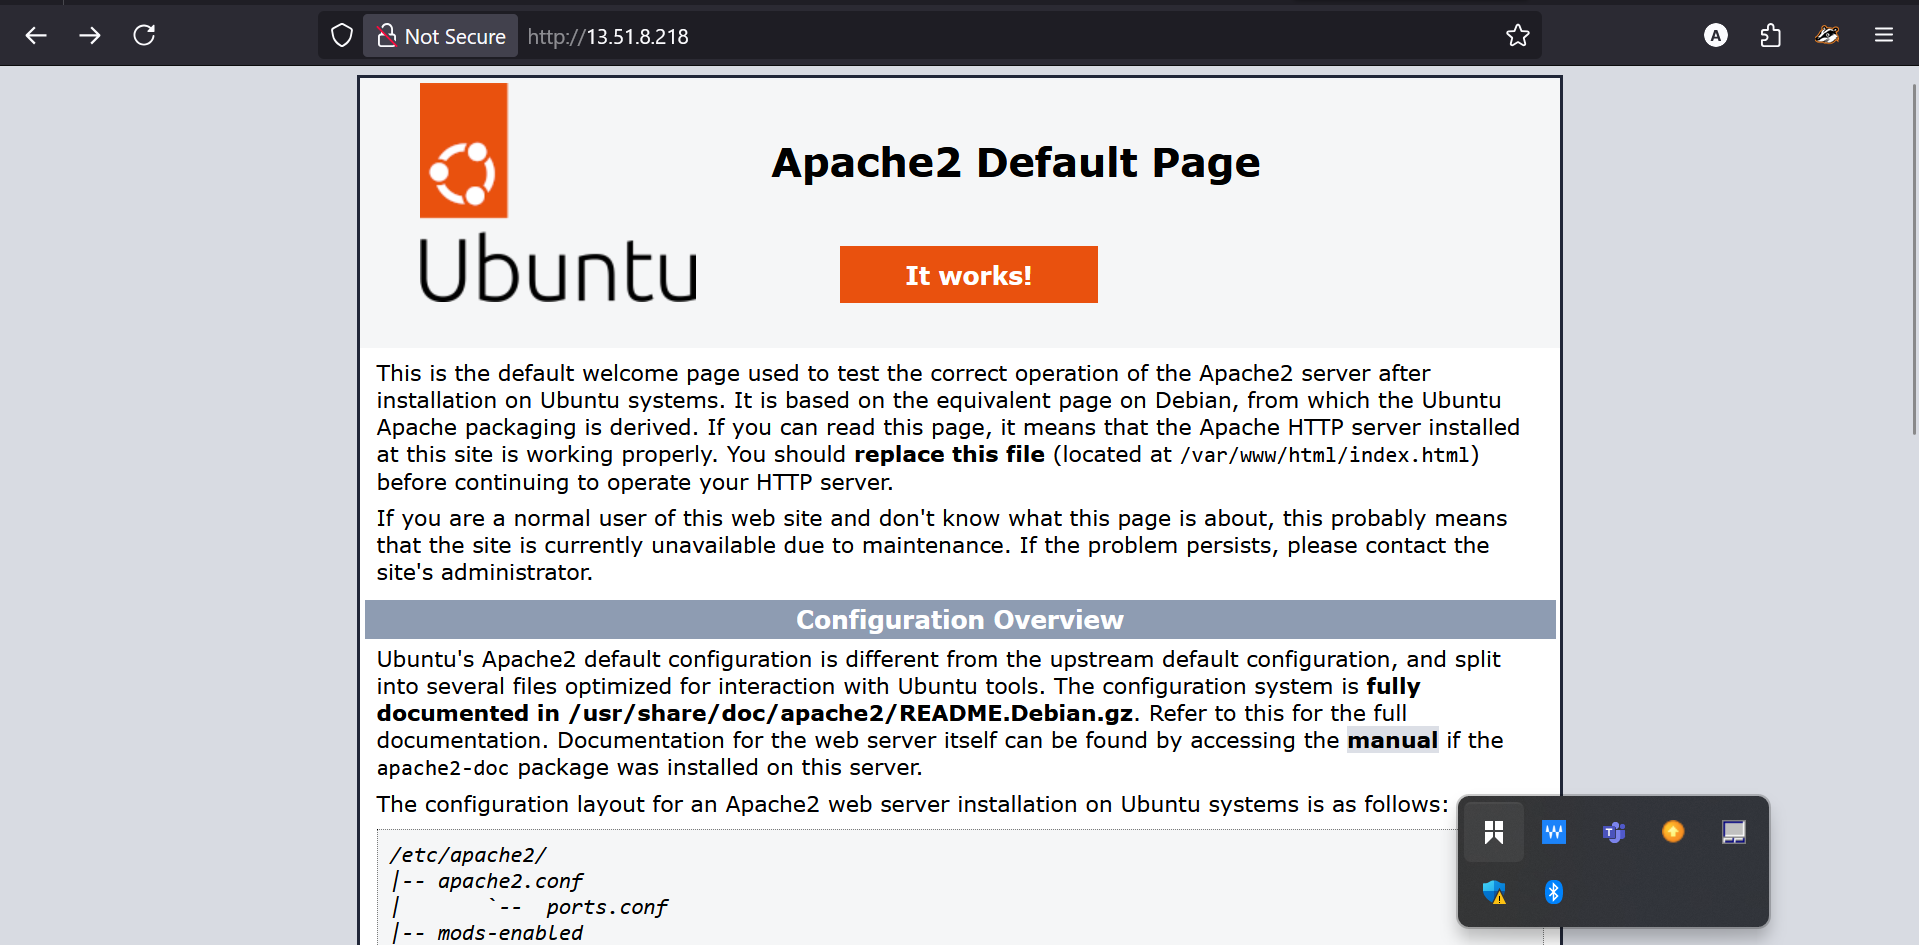 Not Secure http://13.51.8.218
A
Apache2 Default Page
Ubuntu
It works!
This is the default welcome page used to test the correct operation of the Apache2 server after
installation on Ubuntu systems. It is based on the equivalent page on Debian, from which the Ubuntu
Apache packaging is derived. If you can read this page, it means that the Apache HTTP server installed
at this site is working properly. You should replace this file (located at /var/www/html/index.html)
before continuing to operate your HTTP server.
If you are a normal user of this web site and don't know what this page is about, this probably means
that the site is currently unavailable due to maintenance. If the problem persists, please contact the
site's administrator.
Configuration Overview
Ubuntu's Apache2 default configuration is different from the upstream default configuration, and split
into several files optimized for interaction with Ubuntu tools. The configuration system is fully
documented in /usr/share/doc/apache2/README.Debian.gz. Refer to this for the full
documentation. Documentation for the web server itself can be found by accessing the manual if the
apache2-doc package was installed on this server.
The configuration layout for an Apache2 web server installation on Ubuntu systems is as follows:
/etc/apache2/
|-- apache2.conf
|       `--  ports.conf
|-- mods-enabled